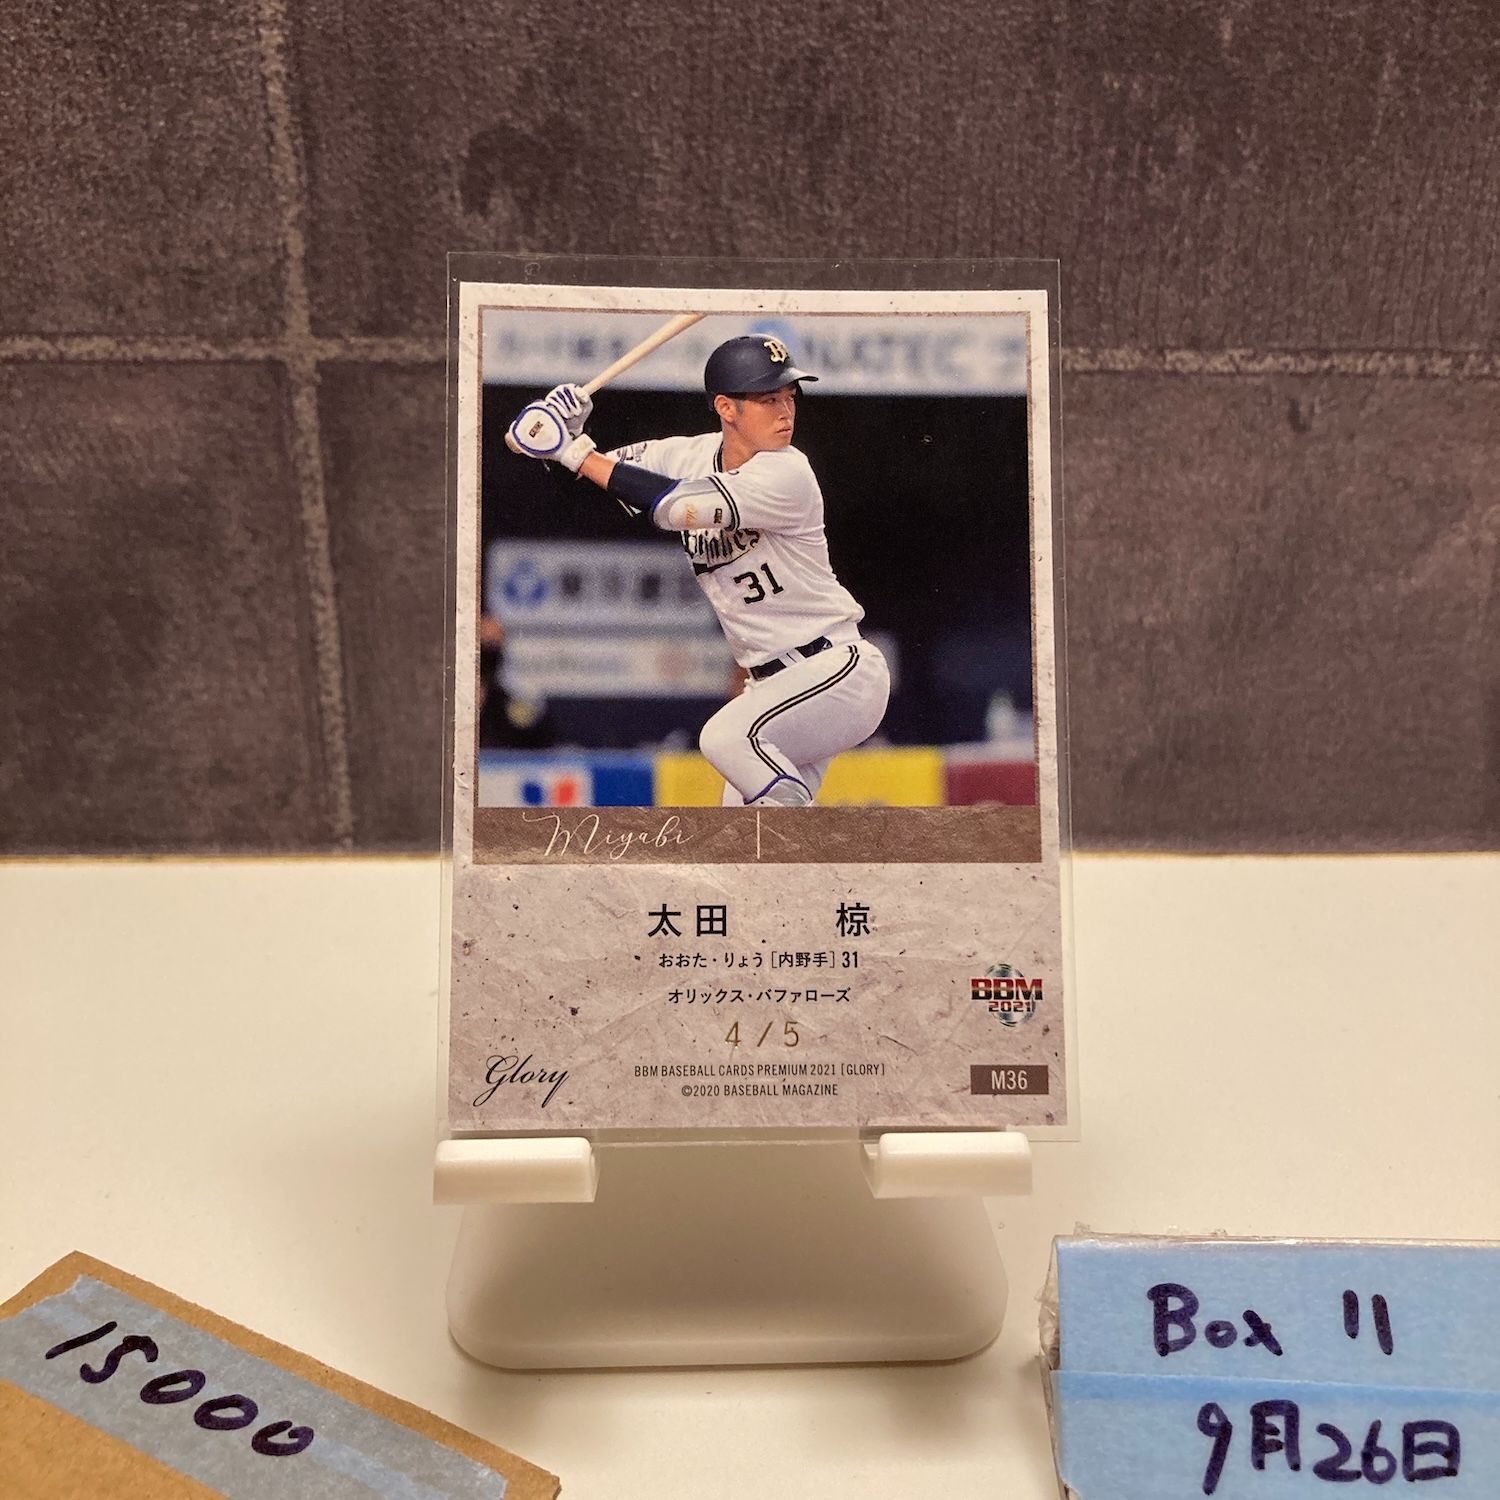 31
Miyabi
太田 椋
おおた・りょう [内野手] 31
オリックス・バファローズ
BBM
2021
4 / 5
Glory
BBM BASEBALL CARDS PREMIUM 2021 [GLORY]
©2020 BASEBALL MAGAZINE
M36
15000
Box 11
9月26日